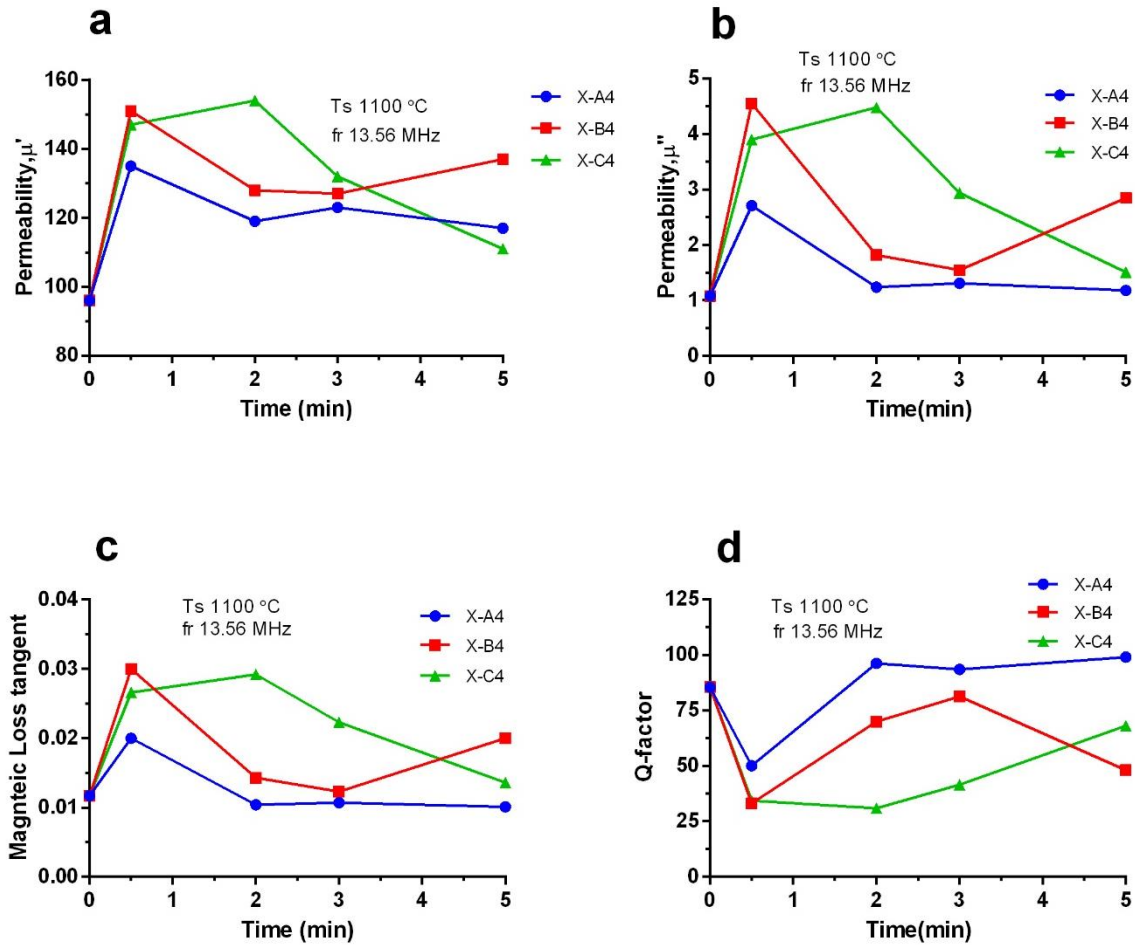 a
Ts 1100 °C
fr 13.56 MHz
X-A4
X-B4
X-C4
Permeability,μ'
160
140
120
100
80
0
1
2
3
4
5
Time (min)
b
Ts 1100 °C
fr 13.56 MHz
X-A4
X-B4
X-C4
Permeability,μ"
5
4
3
2
1
0
0
1
2
3
4
5
Time(min)
c
Ts 1100 °C
fr 13.56 MHz
X-A4
X-B4
X-C4
Magnteic Loss tangent
0.04
0.03
0.02
0.01
0.00
0
1
2
3
4
5
Time (min)
d
Ts 1100 °C
fr 13.56 MHz
X-A4
X-B4
X-C4
Q-factor
125
100
75
50
25
0
0
1
2
3
4
5
Time(min)